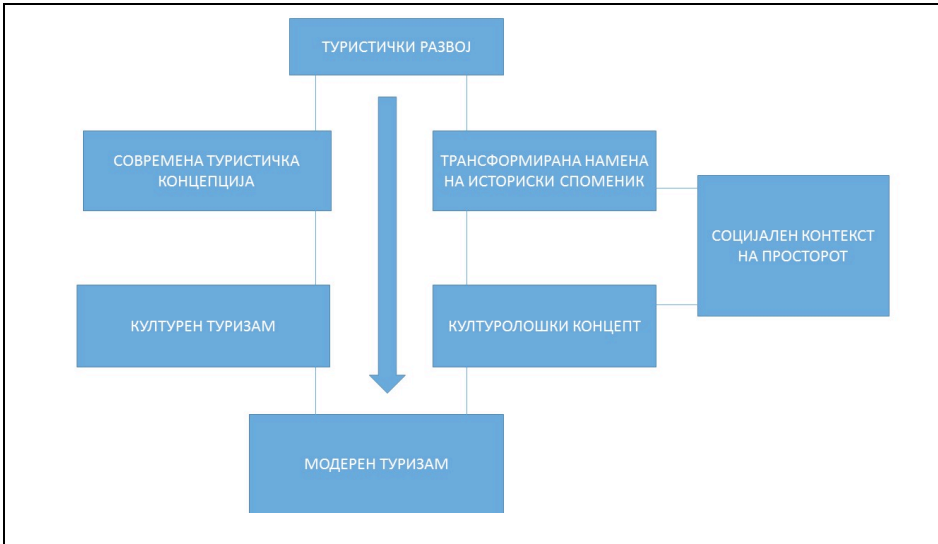 ТУРИСТИЧКИ РАЗВОЈ
СОВРЕМЕНА ТУРИСТИЧКА
КОНЦЕПЦИЈА
ТРАНСФОРМИРАНА НАМЕНА
НА ИСТОРИСКИ СПОМЕНИК
СОЦИЈАЛЕН КОНТЕКСТ
НА ПРОСТОРОТ
КУЛТУРЕН ТУРИЗАМ
КУЛТУРОЛОШКИ КОНЦЕПТ
МОДЕРЕН ТУРИЗАМ